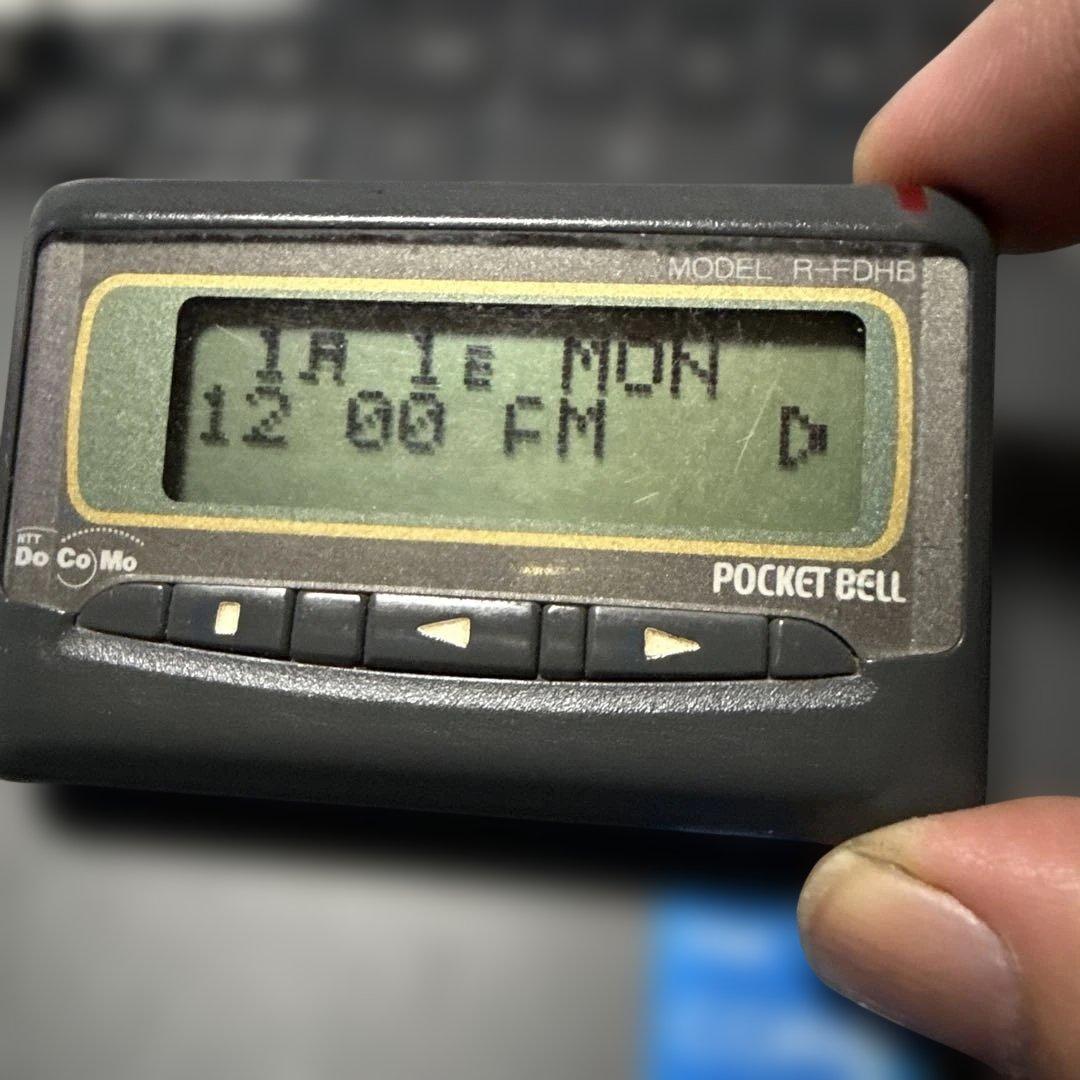 MODEL R-FDHB
1月 1日 MON
12 00 PM
NTT
DoCoMo
POCKET BELL